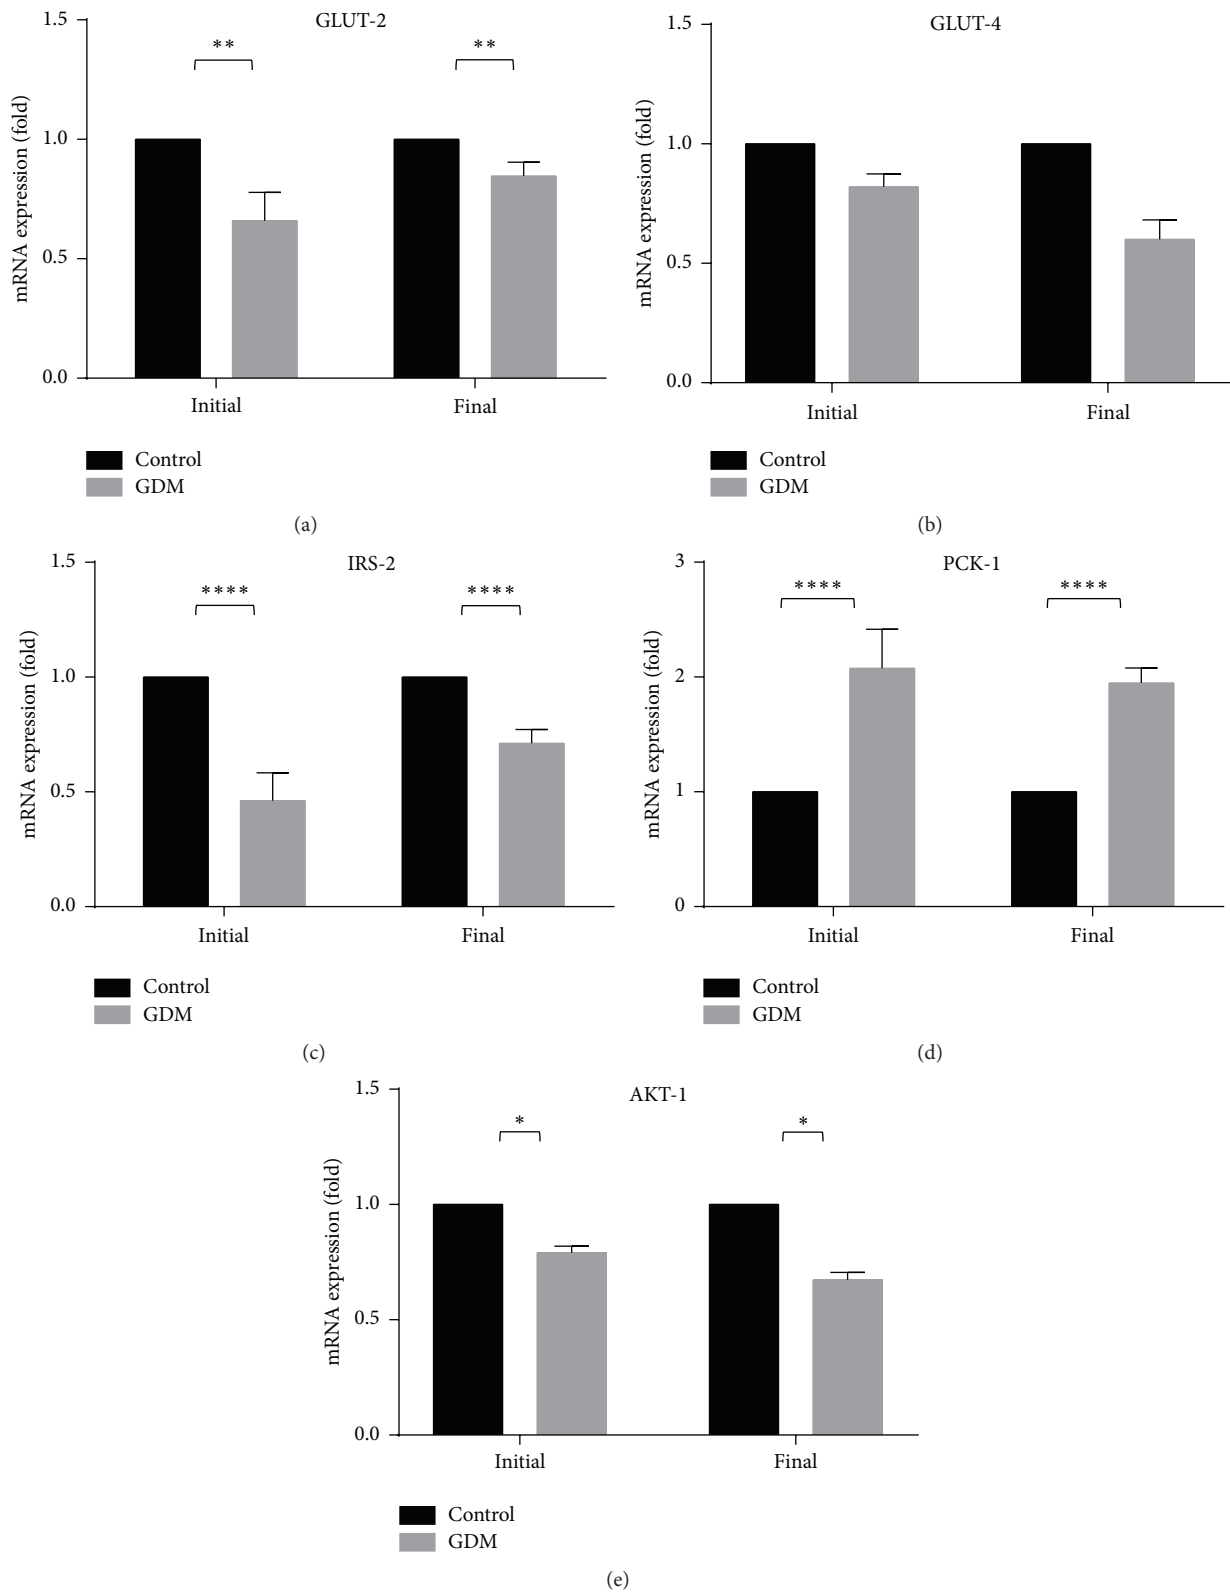 GLUT-2
1.5
**
**
1.0
0.5
0.0
mRNA expression (fold)
Initial
Final
Control
GDM
(a)
GLUT-4
1.5
1.0
0.5
0.0
mRNA expression (fold)
Initial
Final
Control
GDM
(b)
IRS-2
1.5
****
****
1.0
0.5
0.0
mRNA expression (fold)
Initial
Final
Control
GDM
(c)
PCK-1
3
****
****
2
1
0
mRNA expression (fold)
Initial
Final
Control
GDM
(d)
AKT-1
1.5
*
*
1.0
0.5
0.0
mRNA expression (fold)
Initial
Final
Control
GDM
(e)